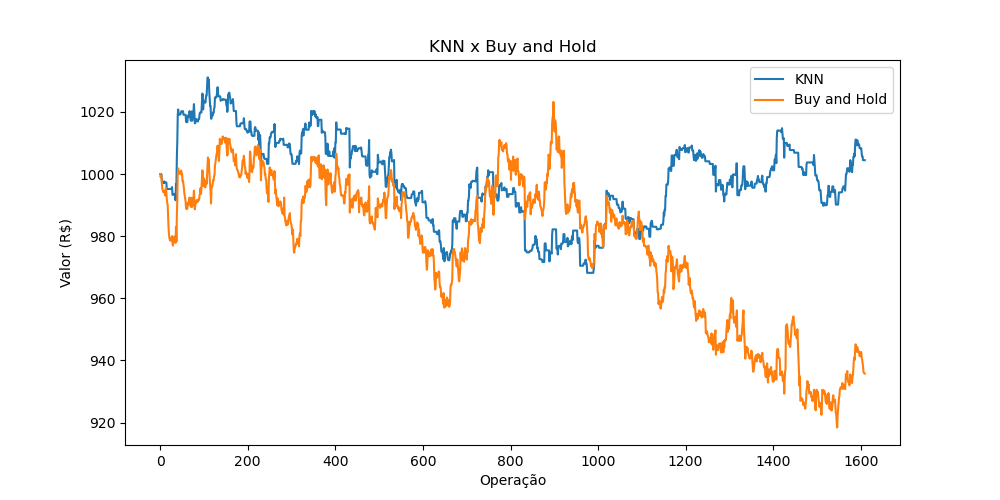 KNN x Buy and Hold
KNN
Buy and Hold
Valor (R$)
1020
1000
980
960
940
920
0 200 400 600 800 1000 1200 1400 1600
Operação